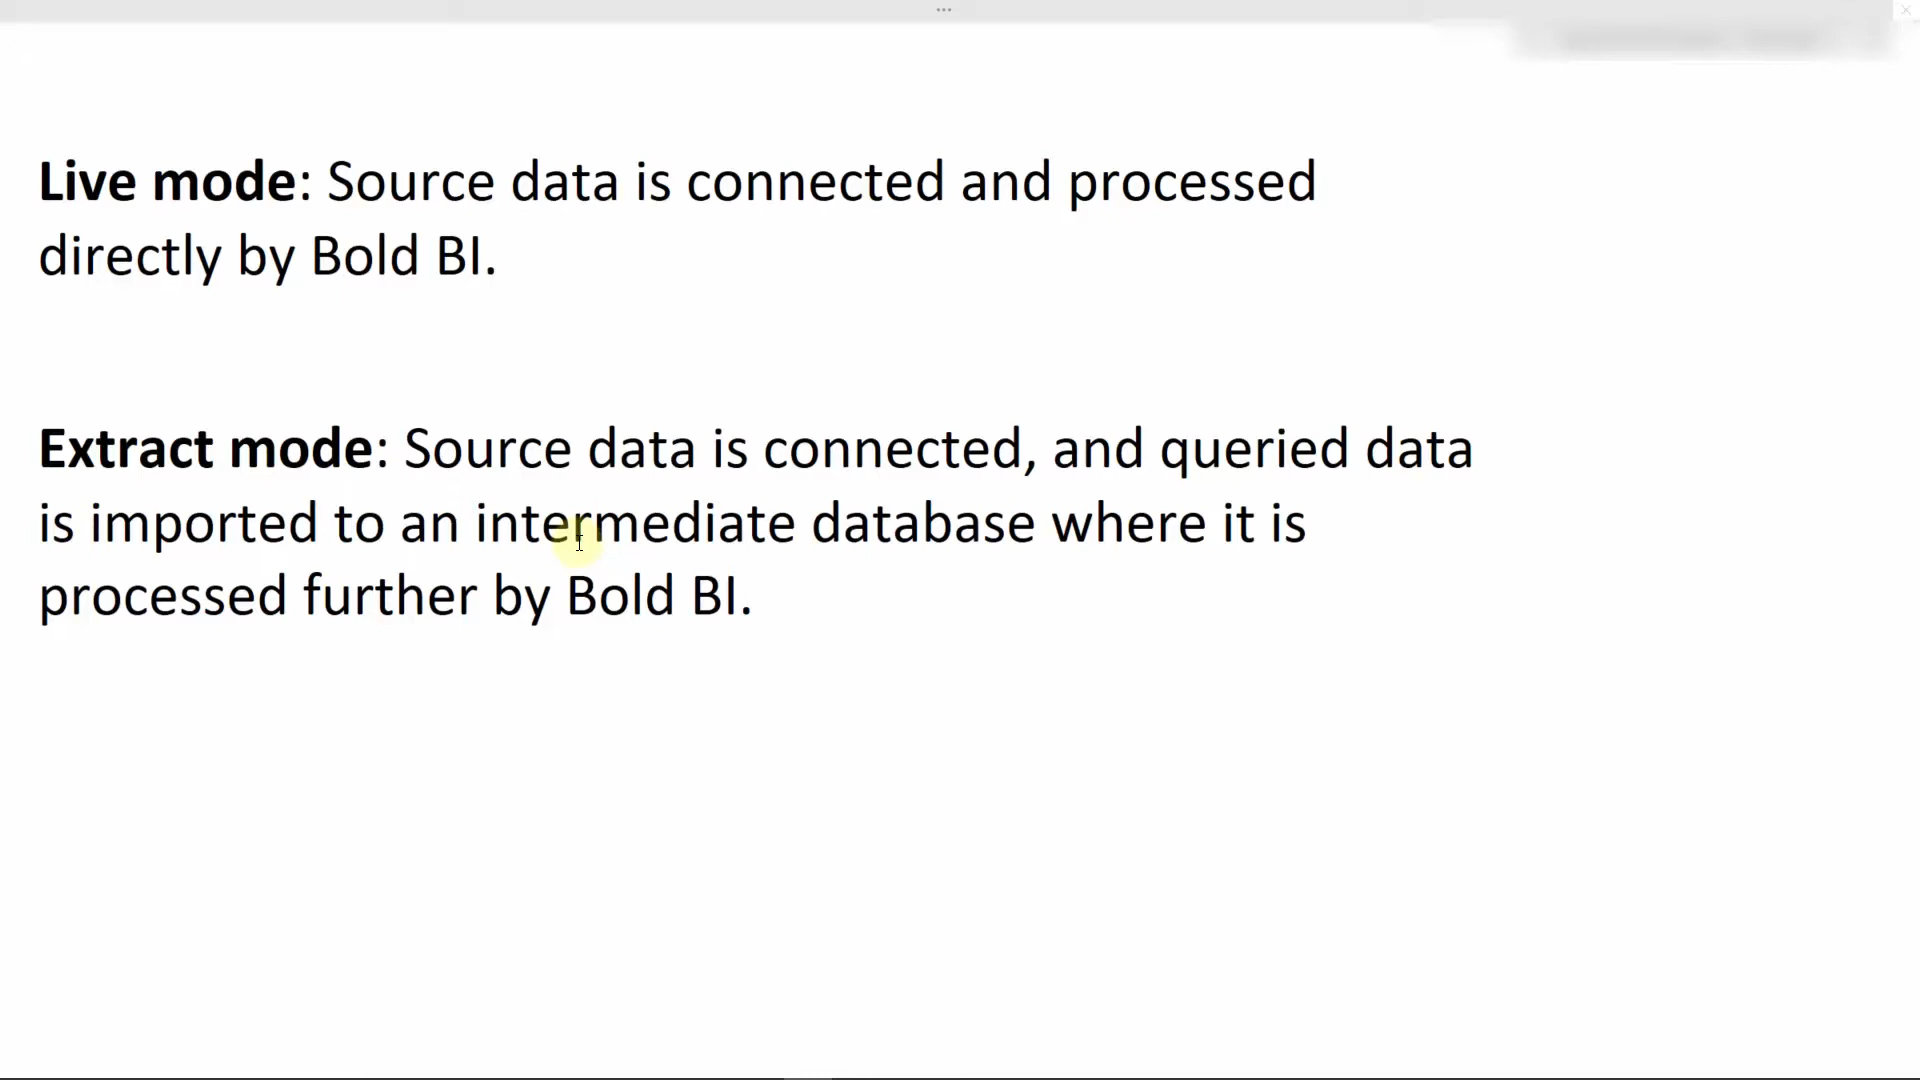 Live mode: Source data is connected and processed
directly by Bold BI.
Extract mode: Source data is connected, and queried data
is imported to an intermediate database where it is
processed further by Bold BI.